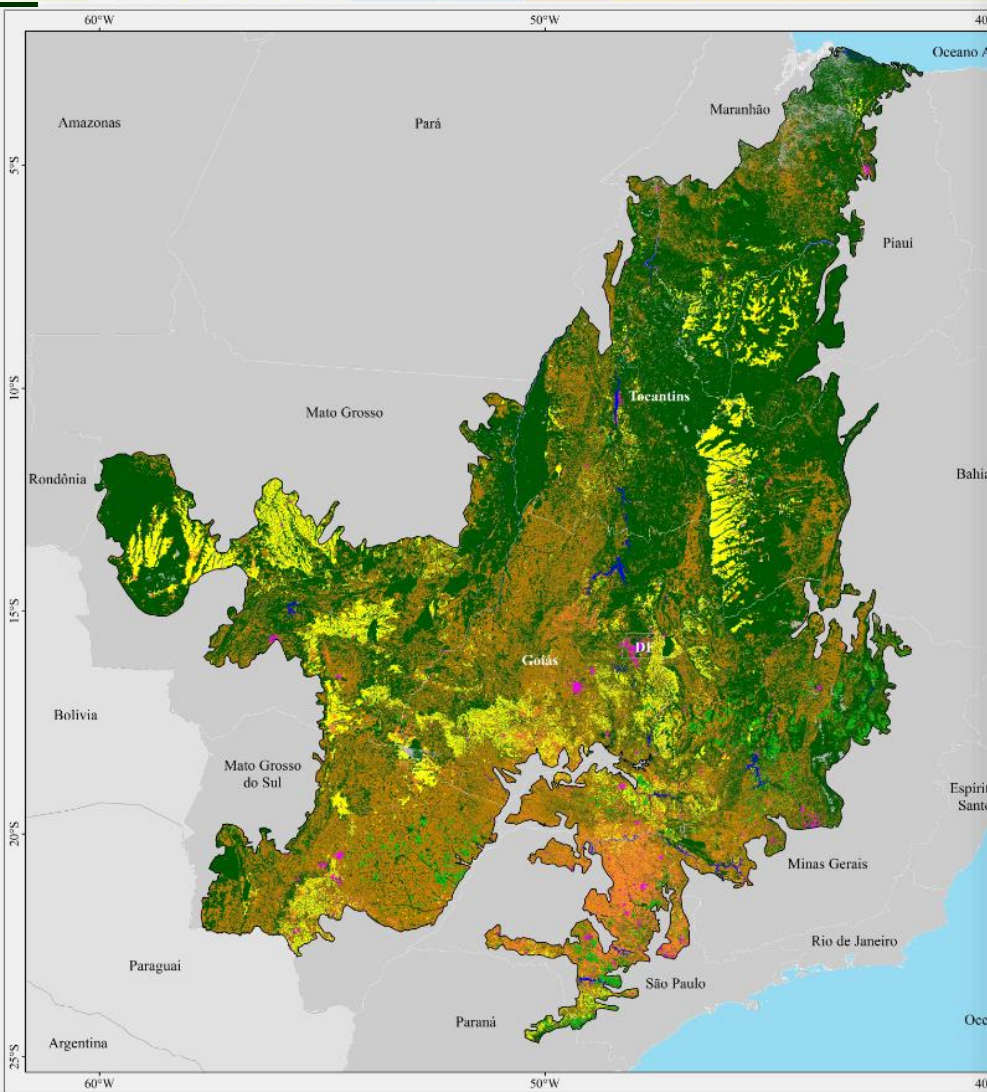 60°W
50°W
40
Oceano A
Maranhão
Amazonas
Pará
5°S
Piauí
10°S
Tocantins
Mato Grosso
Rondônia
Bahia
15°S
DF
Goiás
Bolívia
Mato Grosso
do Sul
Espírit
Santo
20°S
Minas Gerais
Rio de Janeiro
Paraguai
São Paulo
Paraná
Oce
Argentina
25°S
60°W
50°W
40